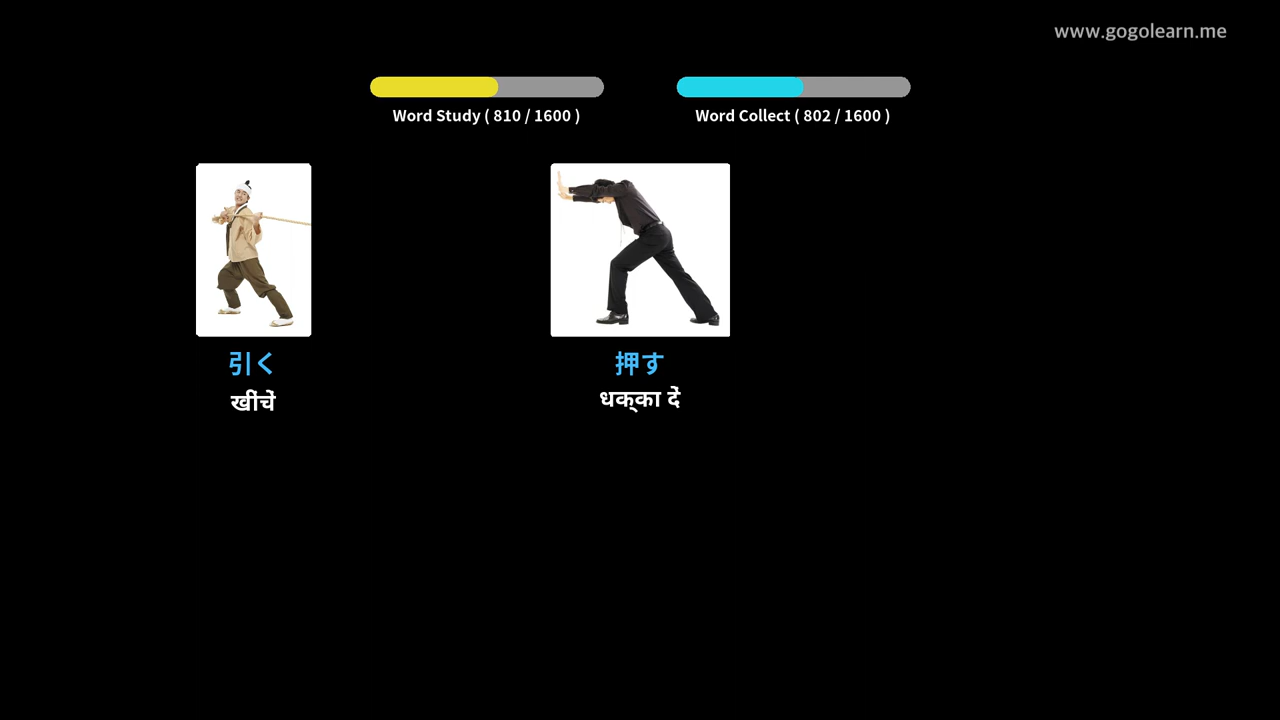 www.gogolearn.me
Word Study ( 810 / 1600 )
Word Collect ( 802 / 1600 )
引く
खींचें
押す
धक्का दें